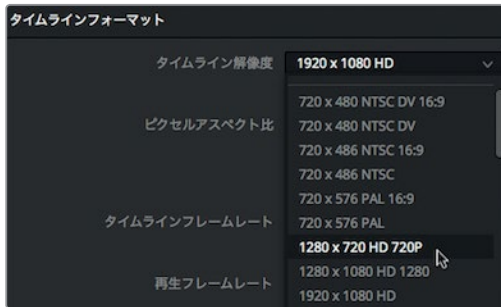 タイムラインフォーマット
タイムライン解像度 1920 x 1080 HD
720 x 480 NTSC DV 16:9
ピクセルアスペクト比 720 x 480 NTSC DV
720 x 486 NTSC 16:9
720 x 486 NTSC
720 x 576 PAL 16:9
タイムラインフレームレート 720 x 576 PAL
1280 x 720 HD 720P
1280 x 1080 HD 1280
再生フレームレート 1920 x 1080 HD